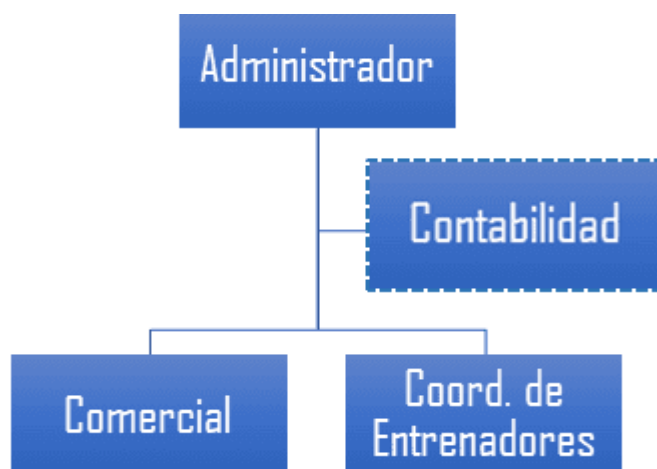 Administrador
Contabilidad
Comercial
Coord. de
Entrenadores